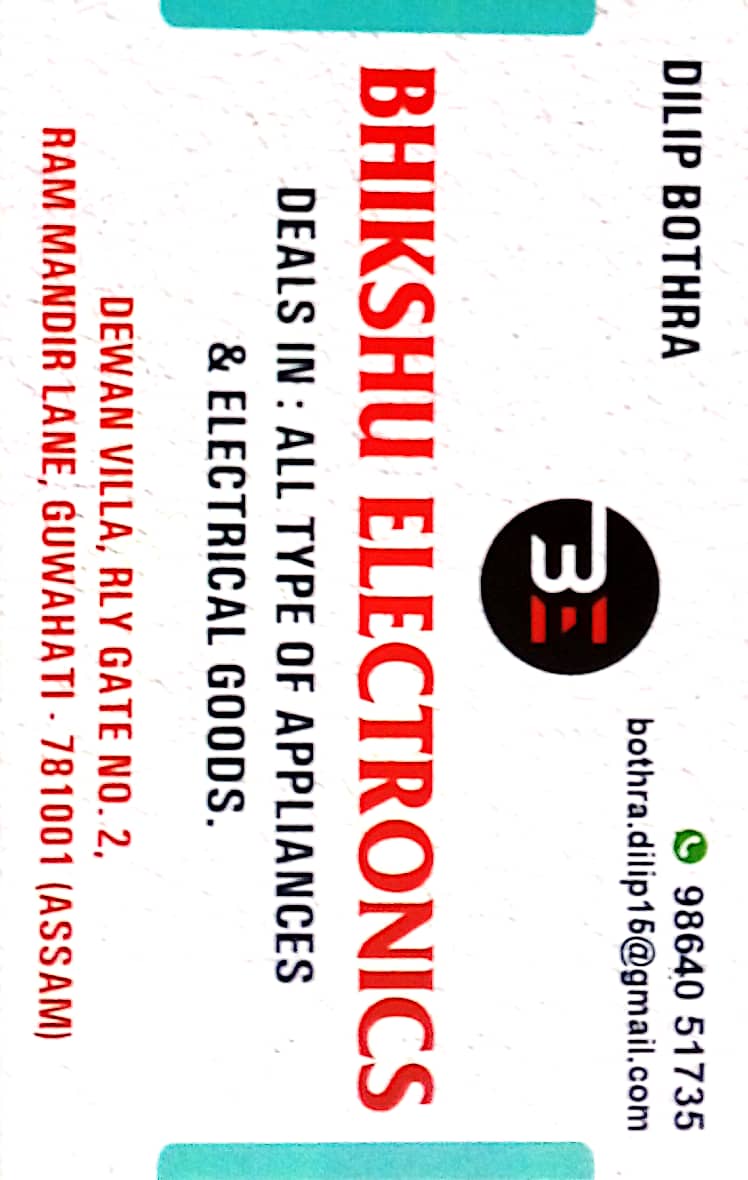 DILIP BOTHRA
98640 51735
bothra.dilip15@gmail.com
BE
BHIKSHU ELECTRONICS
DEALS IN : ALL TYPE OF APPLIANCES
& ELECTRICAL GOODS.
DEWAN VILLA, RLY GATE NO. 2,
RAM MANDIR LANE, GUWAHATI - 781001 (ASSAM)